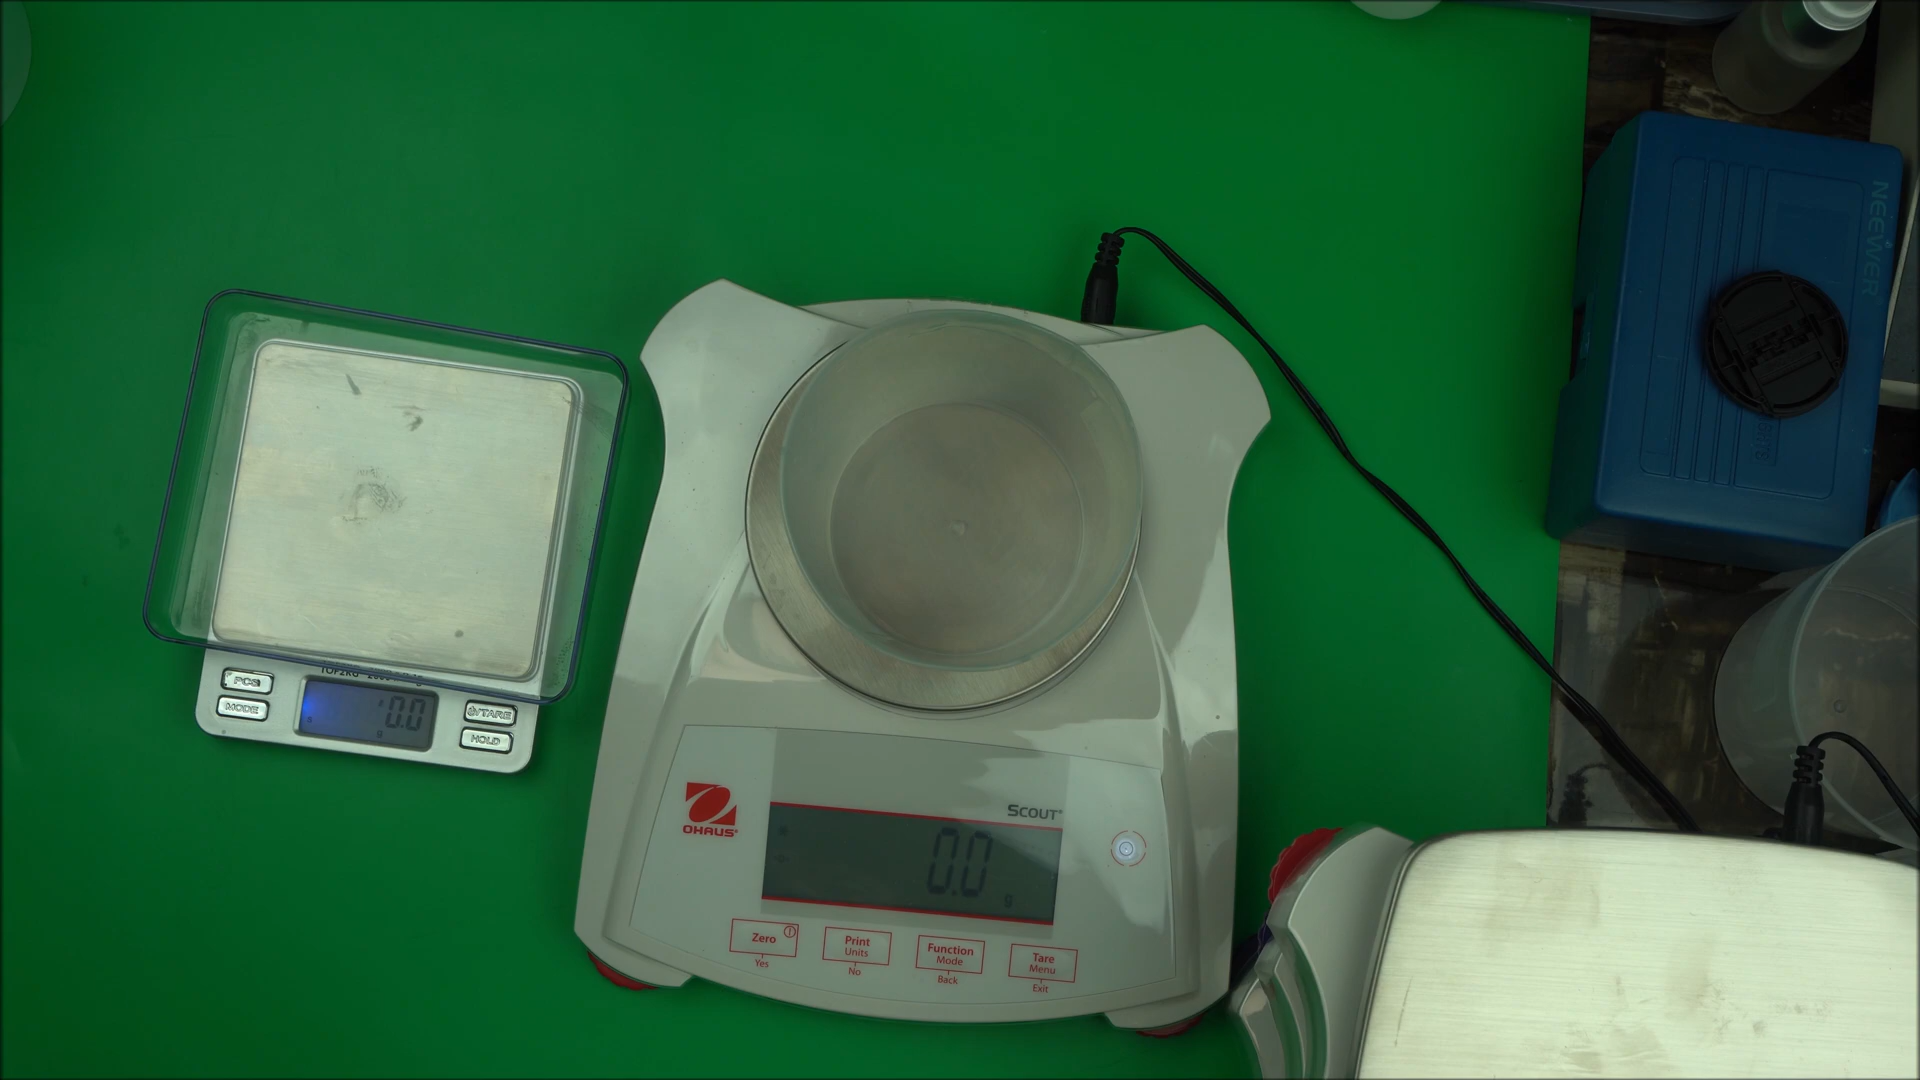 NEEWER
PCS
MODE
0.0
g
⏻/TARE
HOLD
OHAUS®
SCOUT®
0.0
g
Zero
Yes
Print
Units
No
Function
Mode
Back
Tare
Menu
Exit